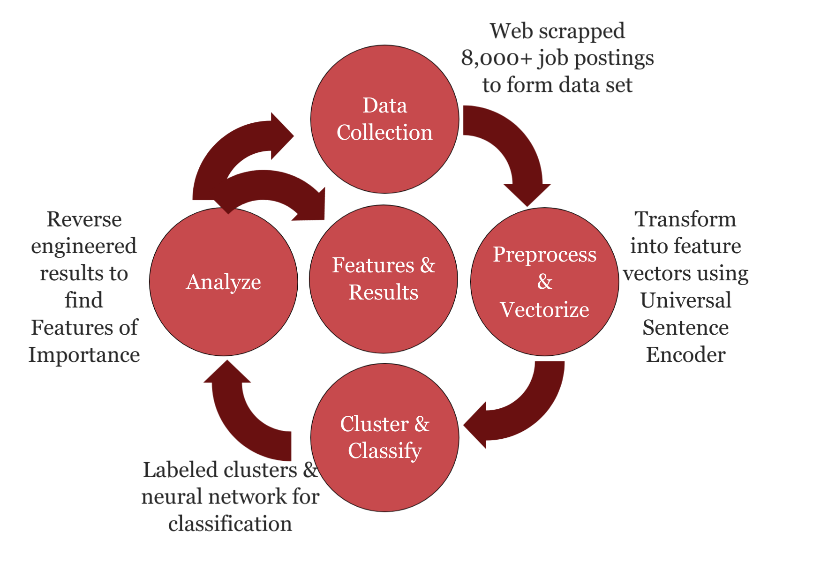 Web scrapped
8,000+ job postings
to form data set
Data
Collection
Reverse
engineered
results to
find
Features of
Importance
Analyze
Features &
Results
Preprocess
&
Vectorize
Transform
into feature
vectors using
Universal
Sentence
Encoder
Cluster &
Classify
Labeled clusters &
neural network for
classification